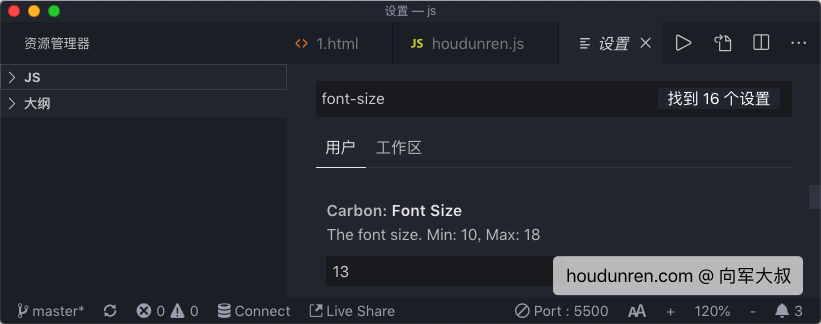 设置 — js
资源管理器
1.html
JS houdunren.js
设置
JS
大纲
font-size
找到 16 个设置
用户 工作区
Carbon: Font Size
The font size. Min: 10, Max: 18
13
houdunren.com @ 向军大叔
master* 0 0 Connect Live Share Port : 5500 AA + 120% - 3